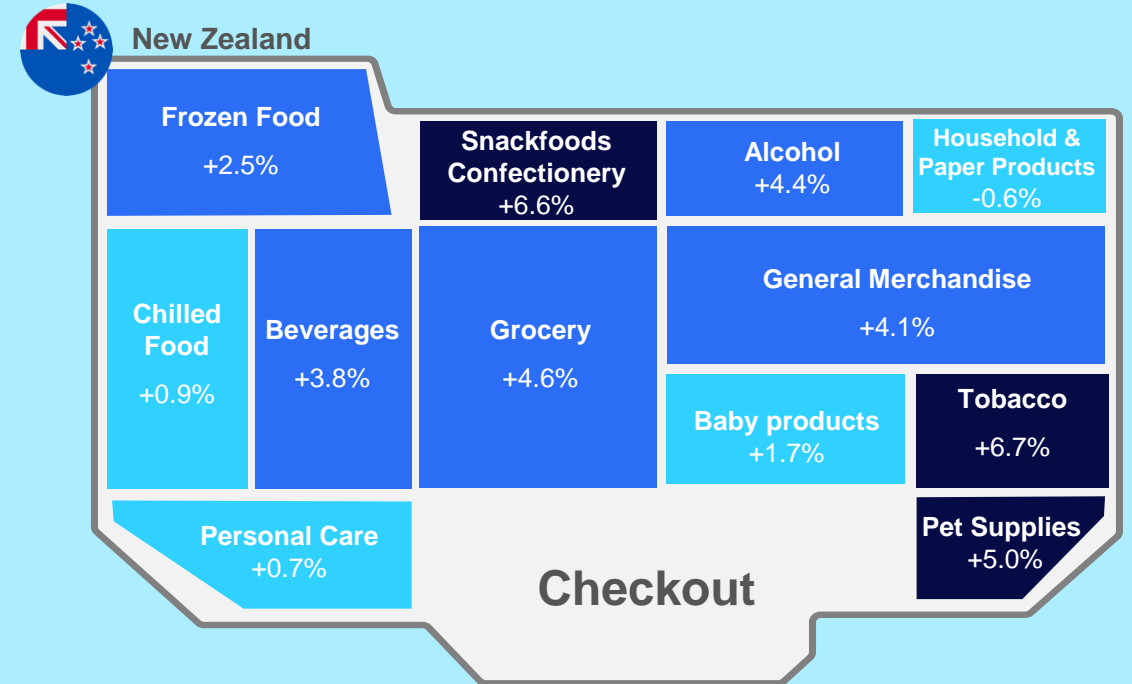 New Zealand
Frozen Food
+2.5%
Snackfoods
Confectionery
+6.6%
Alcohol
+4.4%
Household &
Paper Products
-0.6%
Chilled
Food
+0.9%
Beverages
+3.8%
Grocery
+4.6%
General Merchandise
+4.1%
Baby products
+1.7%
Tobacco
+6.7%
Personal Care
+0.7%
Checkout
Pet Supplies
+5.0%